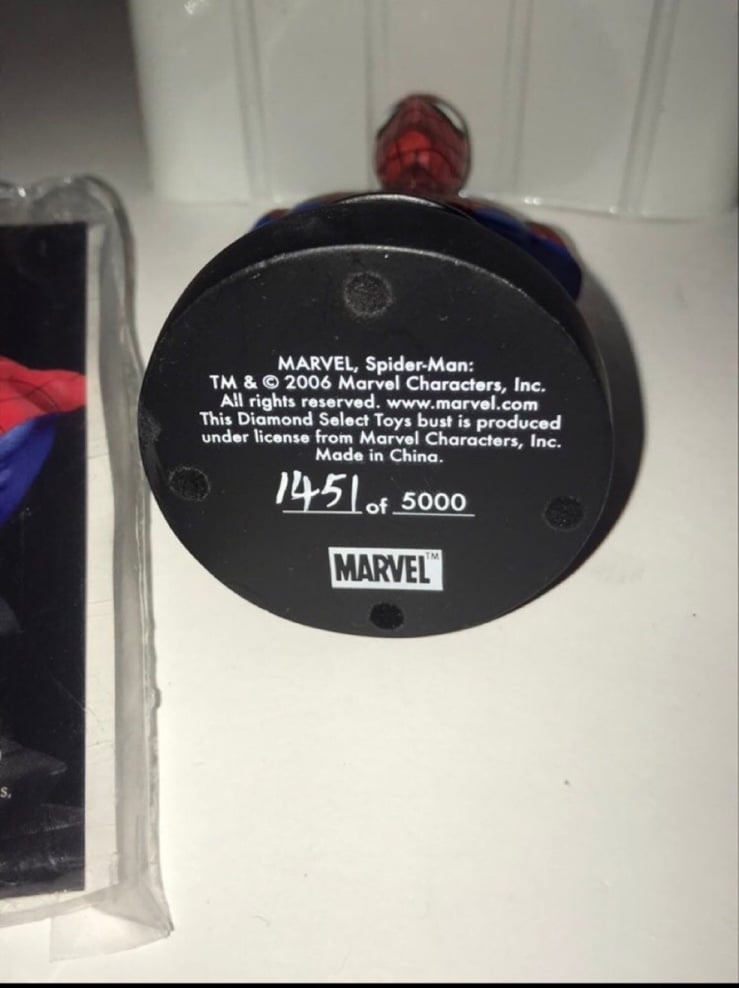 MARVEL, Spider-Man:
TM & © 2006 Marvel Characters, Inc.
All rights reserved. www.marvel.com
This Diamond Select Toys bust is produced
under license from Marvel Characters, Inc.
Made in China.
1451 of 5000
MARVEL™
s,